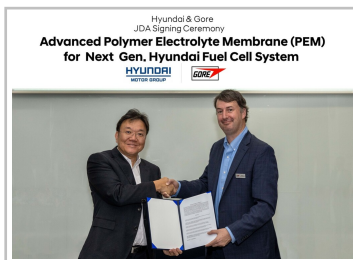 Hyundai & Gore
JDA Signing Ceremony
Advanced Polymer Electrolyte Membrane (PEM)
for Next Gen, Hyundai Fuel Cell System
HYUNDAI
MOTOR GROUP
GORE